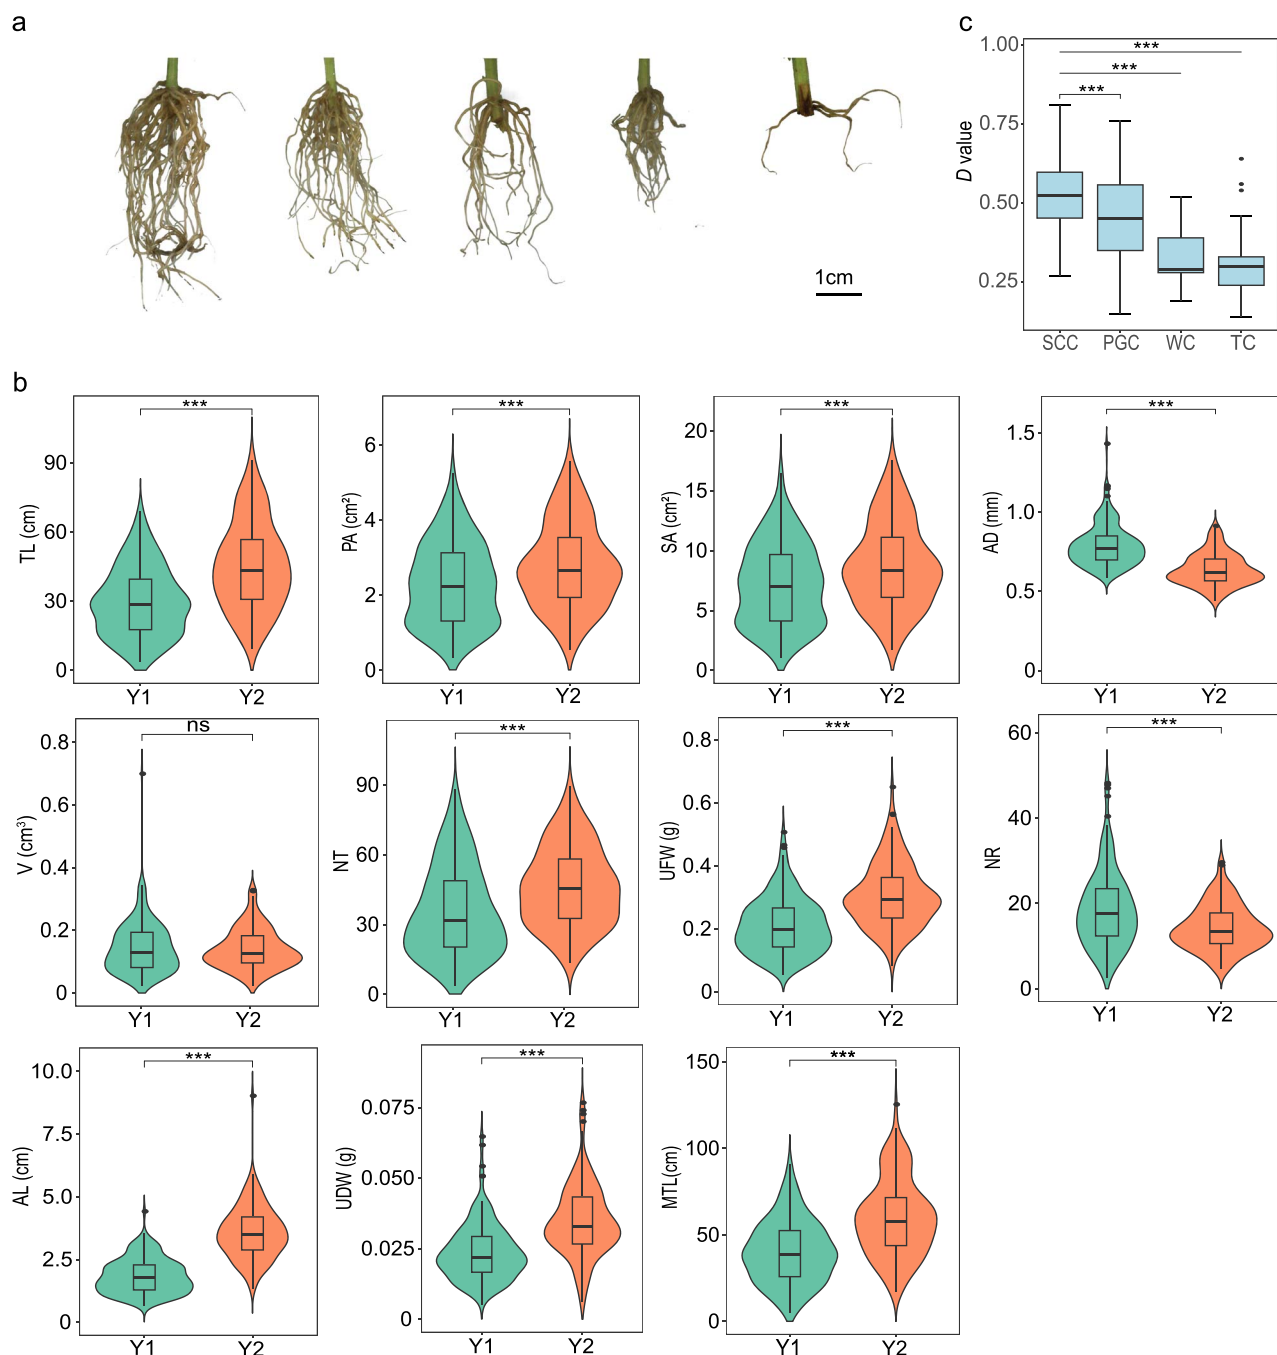 a
1cm
c
1.00
0.75
0.50
0.25
D value
***
***
***
SCC PGC WC TC
b
TL (cm)
90
60
30
0
***
Y1 Y2
PA (cm²)
6
4
2
0
***
Y1 Y2
SA (cm²)
20
15
10
5
0
***
Y1 Y2
AD (mm)
1.5
1.0
0.5
0
***
Y1 Y2
V (cm³)
0.8
0.6
0.4
0.2
0
ns
Y1 Y2
NT
90
60
30
0
***
Y1 Y2
UFW (g)
0.8
0.6
0.4
0.2
0
***
Y1 Y2
NR
60
40
20
0
***
Y1 Y2
AL (cm)
10.0
7.5
5.0
2.5
0
***
Y1 Y2
UDW (g)
0.075
0.050
0.025
0
***
Y1 Y2
MTL(cm)
150
100
50
0
***
Y1 Y2